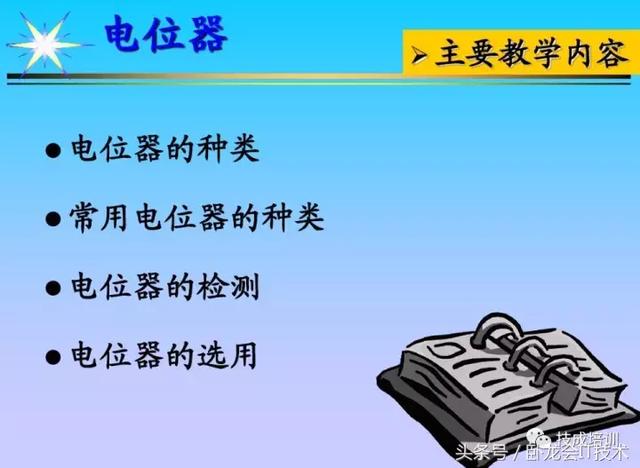 电位器
➢主要教学内容
●电位器的种类
●常用电位器的种类
●电位器的检测
●电位器的选用
技成培训
头条号/卧龙会IT技术